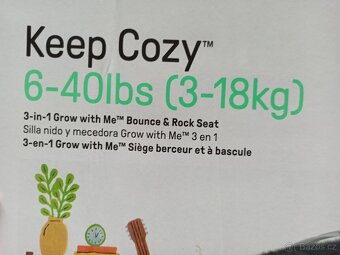 Keep Cozy™
6-40lbs (3-18kg)
3-in-1 Grow with Me™ Bounce & Rock Seat
Silla nido y mecedora Grow with Me™ 3 en 1
3-en-1 Grow with Me™ Siège berceur et à bascule